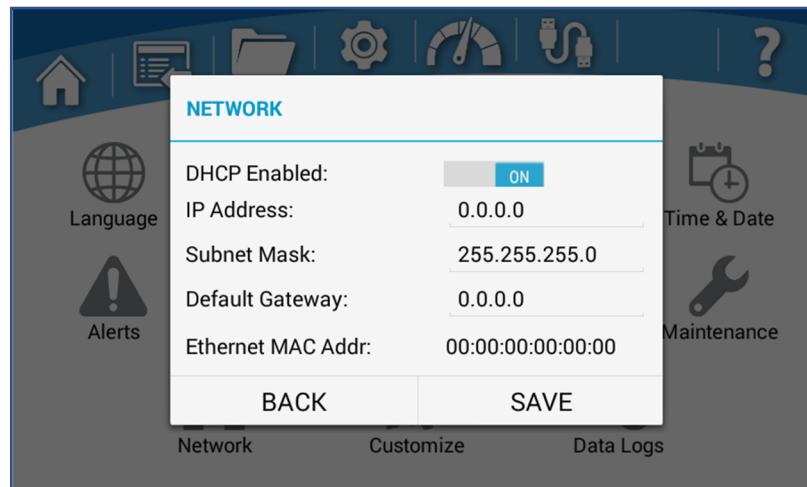 ?
NETWORK
DHCP Enabled: ON
IP Address: 0.0.0.0
Subnet Mask: 255.255.255.0
Default Gateway: 0.0.0.0
Ethernet MAC Addr: 00:00:00:00:00:00
BACK SAVE
Language Time & Date
Alerts Maintenance
Network Customize Data Logs